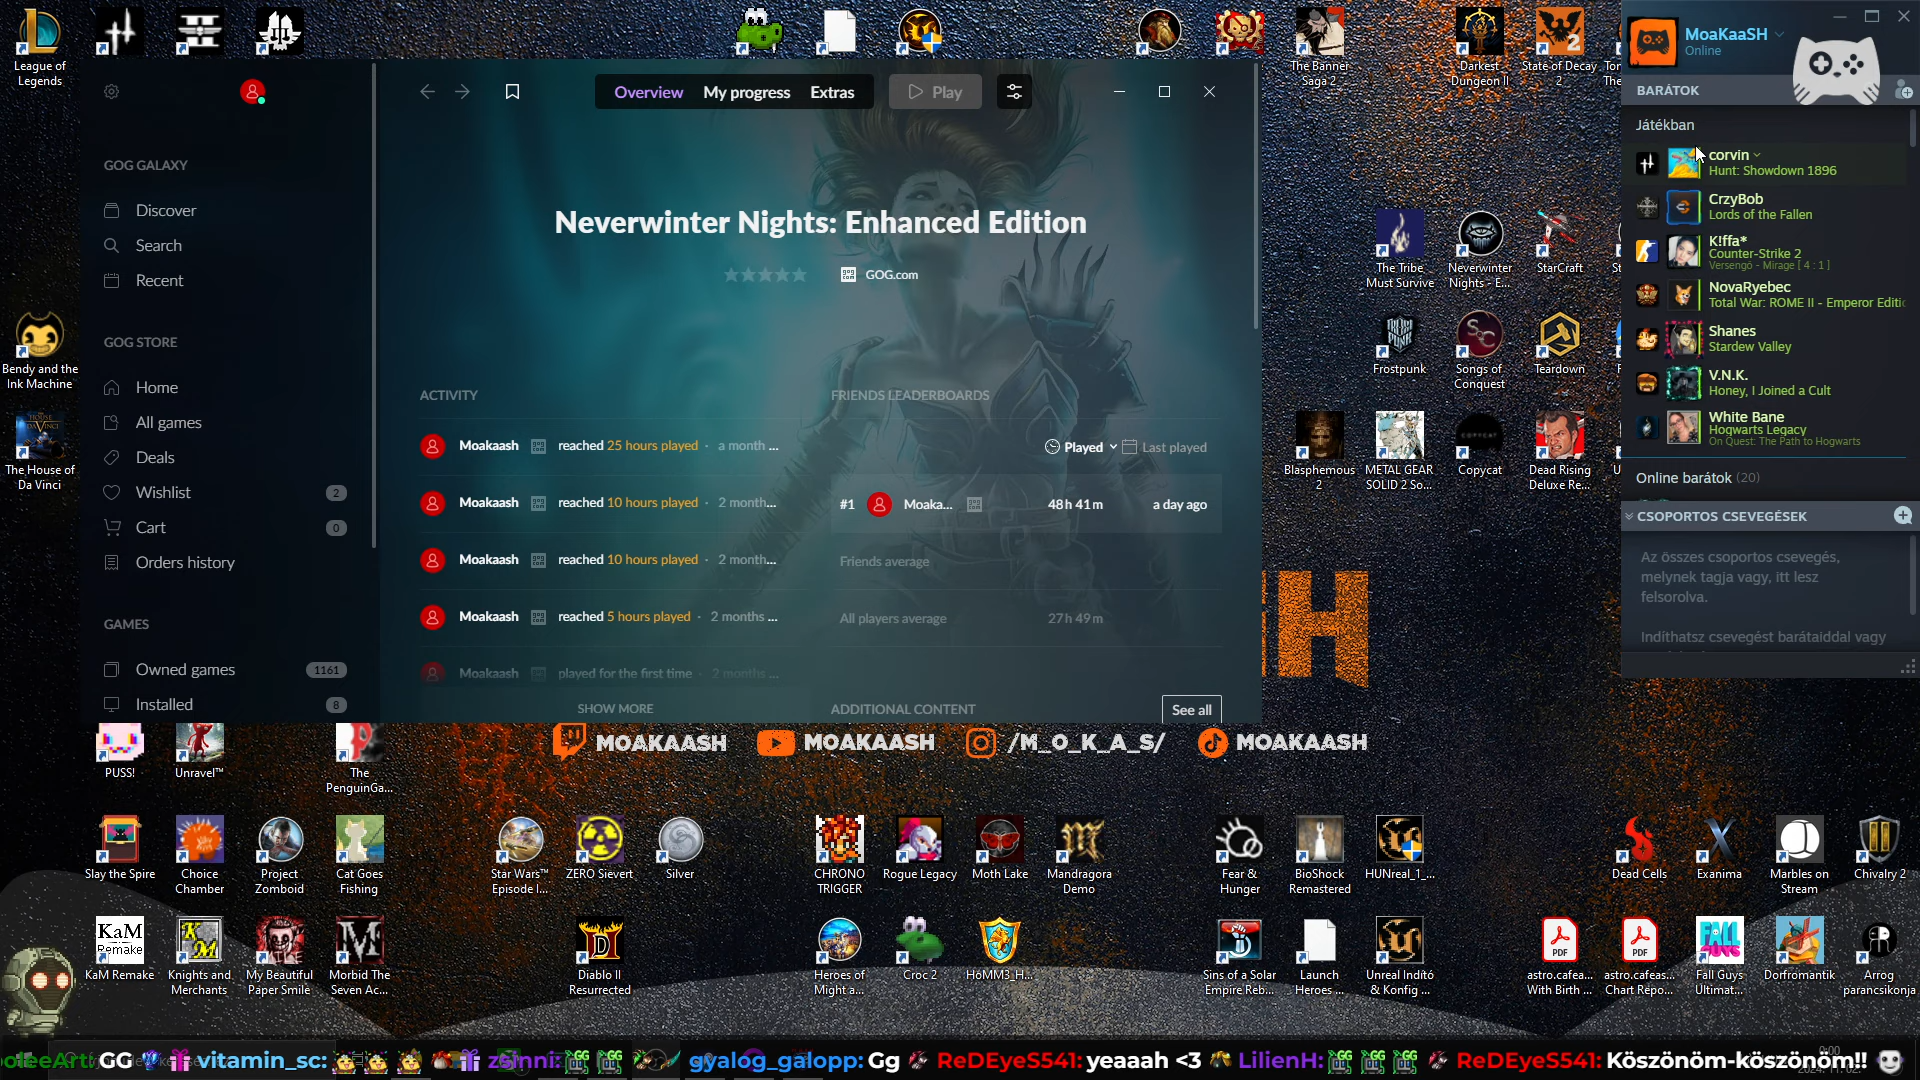 League of
Legends
The Banner
Saga 2
Darkest
Dungeon II
State of Decay
2
MoaKaaSH
Online
BARÁTOK
Játékban
corvin
Hunt: Showdown 1896
CrzyBob
Lords of the Fallen
K!ffa*
Counter-Strike 2
Versengő - Mirage [ 4 : 1 ]
NovaRyebec
Total War: ROME II - Emperor Editi
Shanes
Stardew Valley
V.N.K.
Honey, I Joined a Cult
White Bane
Hogwarts Legacy
On Quest: The Path to Hogwarts
Online barátok (20)
CSOPORTOS CSEVEGÉSEK
Az összes csoportos csevegés,
melynek tagja vagy, itt lesz
felsorolva.
Indíthatsz csevegést barátaiddal vagy
Overview My progress Extras Play
GOG GALAXY
Discover
Search
Recent
GOG STORE
Home
All games
Deals
Wishlist 2
Cart 0
Orders history
GAMES
Owned games 1161
Installed 8
Neverwinter Nights: Enhanced Edition
GOG.com
ACTIVITY
Moakaash reached 25 hours played · a month ...
Moakaash reached 10 hours played · 2 month...
Moakaash reached 10 hours played · 2 month...
Moakaash reached 5 hours played · 2 months ...
Moakaash played for the first time · 2 months ...
SHOW MORE
FRIENDS LEADERBOARDS
Played Last played
#1 Moaka... 48h 41m a day ago
Friends average
All players average 27h 49m
ADDITIONAL CONTENT
See all
The Tribe
Must Survive
Neverwinter
Nights - E...
StarCraft
Frostpunk
Songs of
Conquest
Teardown
Blasphemous
2
METAL GEAR
SOLID 2 So...
Copycat
Dead Rising
Deluxe Re...
Bendy and the
Ink Machine
The House of
Da Vinci
H
MOAKAASH MOAKAASH /M_O_K_A_S/ MOAKAASH
PUSS!
Unravel™
The
PenguinGa...
Slay the Spire
Choice
Chamber
Project
Zomboid
Cat Goes
Fishing
Star Wars™
Episode I...
ZERO Sievert
Silver
CHRONO
TRIGGER
Rogue Legacy
Moth Lake
Mandragora
Demo
Fear &
Hunger
BioShock
Remastered
HUNreal_1_...
Dead Cells
Exanima
Marbles on
Stream
Chivalry 2
KaM
Remake
KaM Remake
Knights and
Merchants
My Beautiful
Paper Smile
Morbid The
Seven Ac...
Diablo II
Resurrected
Heroes of
Might a...
Croc 2
HoMM3_H...
Sins of a Solar
Empire Reb...
Launch
Heroes ...
Unreal Indító
& Konfig ...
PDF
astro.cafea...
With Birth ...
PDF
astro.cafeas...
Chart Repo...
FALL
GUYS
Fall Guys
Ultimat...
Dorfromantik
Arrog
parancsikonja
GG vitamin_sc: zsinni: gyalog_galopp: Gg ReDEyeS541: yeaaah <3 LilienH: ReDEyeS541: Köszönöm-köszönöm!!